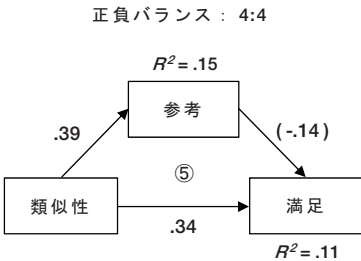 正負バランス： 4:4
R² = .15
参考
.39
(-.14)
⑤
類似性
満足
.34
R² = .11